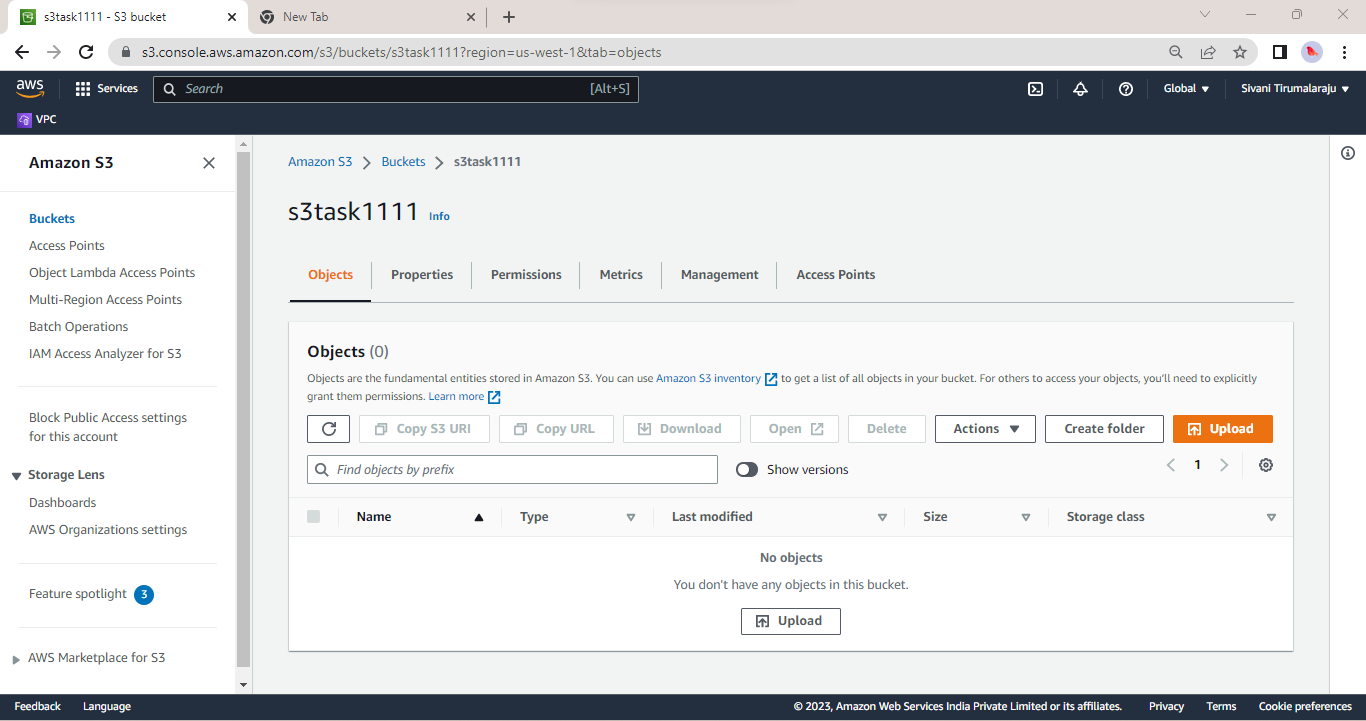 s3task1111 - S3 bucket
New Tab
s3.console.aws.amazon.com/s3/buckets/s3task1111?region=us-west-1&tab=objects
aws
Services
Search
[Alt+S]
Global
Sivani Tirumalaraju
VPC
Amazon S3
Buckets
Access Points
Object Lambda Access Points
Multi-Region Access Points
Batch Operations
IAM Access Analyzer for S3
Block Public Access settings
for this account
Storage Lens
Dashboards
AWS Organizations settings
Feature spotlight 3
AWS Marketplace for S3
Amazon S3 > Buckets > s3task1111
s3task1111 Info
Objects
Properties
Permissions
Metrics
Management
Access Points
Objects (0)
Objects are the fundamental entities stored in Amazon S3. You can use Amazon S3 inventory to get a list of all objects in your bucket. For others to access your objects, you'll need to explicitly
grant them permissions. Learn more
Copy S3 URI
Copy URL
Download
Open
Delete
Actions
Create folder
Upload
Find objects by prefix
Show versions
1
Name
Type
Last modified
Size
Storage class
No objects
You don't have any objects in this bucket.
Upload
Feedback
Language
© 2023, Amazon Web Services India Private Limited or its affiliates.
Privacy
Terms
Cookie preferences